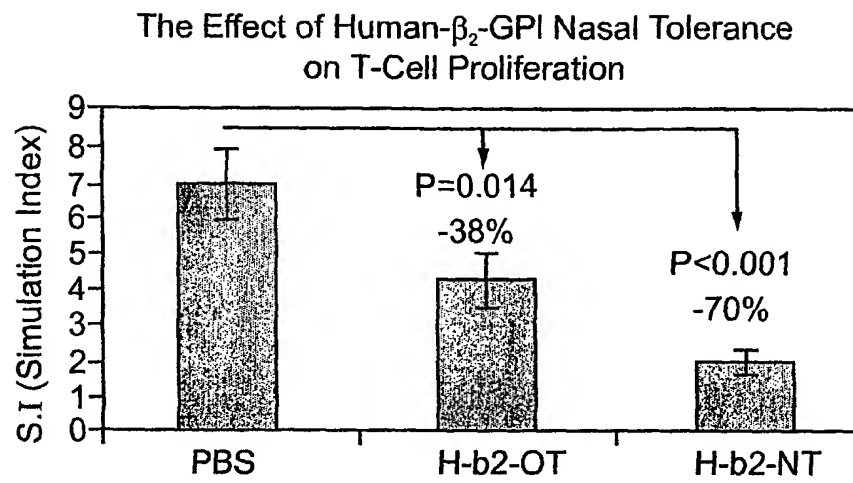 The Effect of Human-β₂-GPI Nasal Tolerance
on T-Cell Proliferation
S.I (Simulation Index)
9
8
7
6
5
4
3
2
1
0
P=0.014
-38%
P<0.001
-70%
PBS
H-b2-OT
H-b2-NT